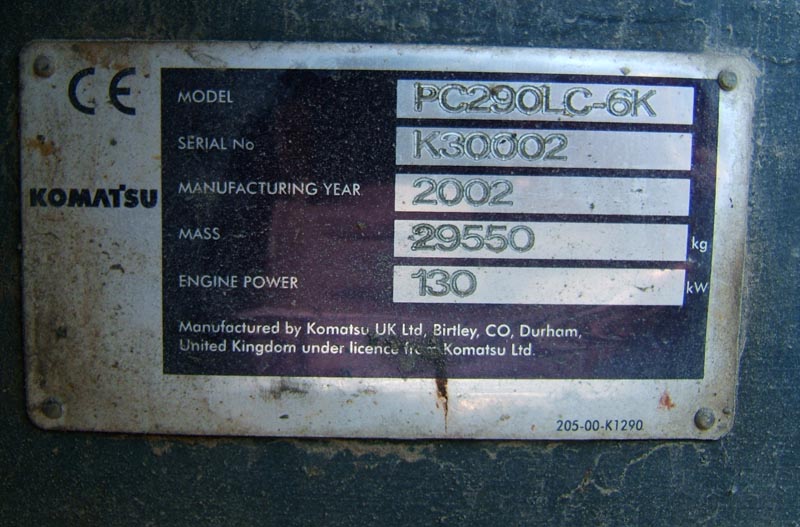 CE
KOMATSU
MODEL PC290LC-6K
SERIAL No K30002
MANUFACTURING YEAR 2002
MASS 29550 kg
ENGINE POWER 130 kW
Manufactured by Komatsu UK Ltd, Birtley, CO, Durham,
United Kingdom under licence from Komatsu Ltd.
205-00-K1290